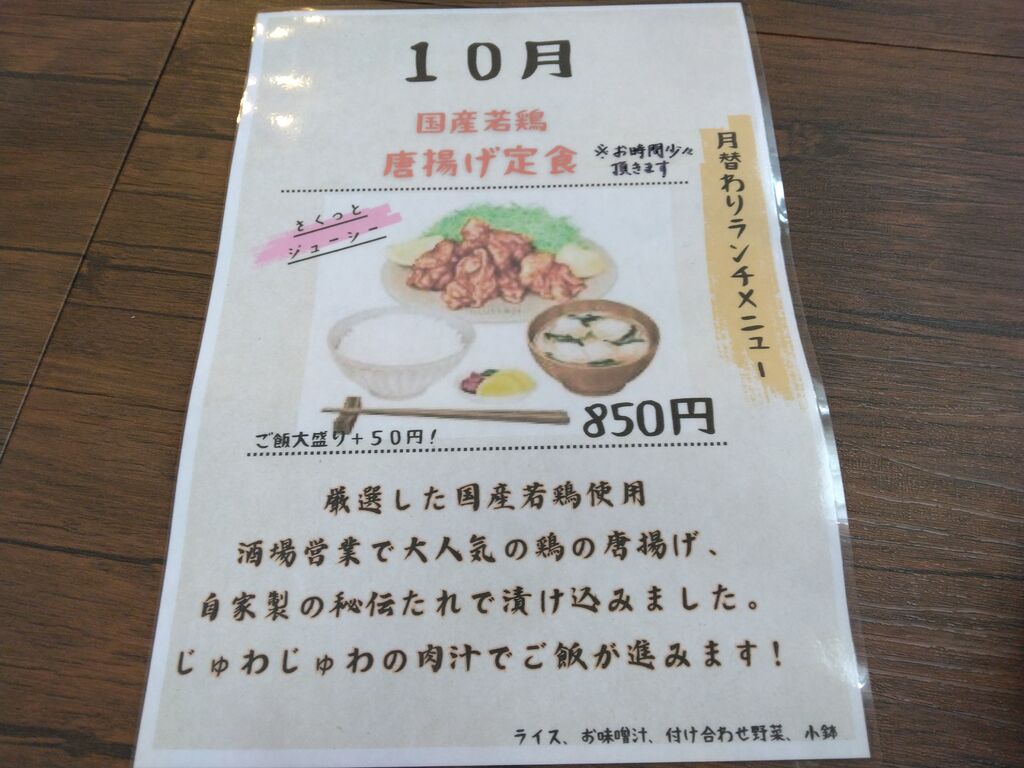 10月
国産若鶏
唐揚げ定食
※お時間少々
頂きます
月替わりランチメニュー
さくっと
ジューシー
850円
ご飯大盛り+50円!
厳選した国産若鶏使用
酒場営業で大人気の鶏の唐揚げ、
自家製の秘伝たれで漬け込みました。
じゅわじゅわの肉汁でご飯が進みます!
ライス、お味噌汁、付け合わせ野菜、小鉢